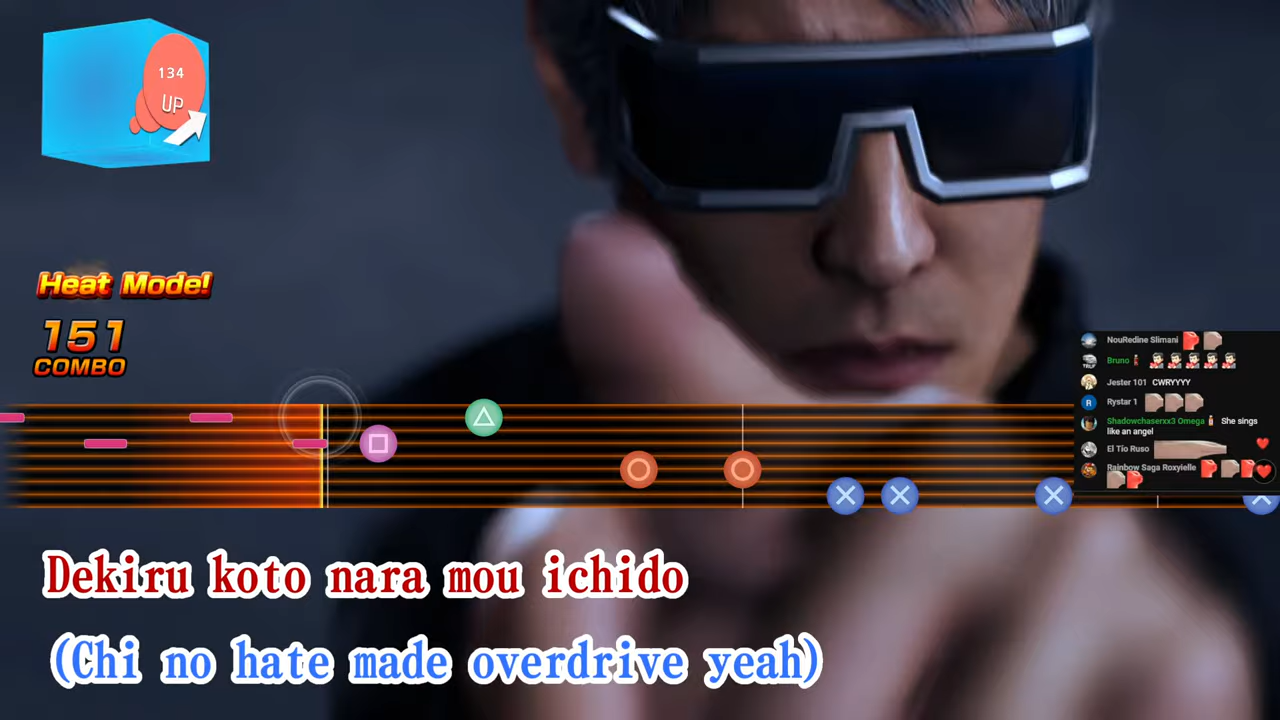 134
UP
Heat Mode!
151
COMBO
NouRedine Slimani
Bruno
Jester 101 CWRYYYY
R Rystar 1
Shadowchaserxx3 Omega She sings
like an angel
El Tio Ruso
Rainbow Saga Roxyielle
Dekiru koto nara mou ichido
(Chi no hate made overdrive yeah)